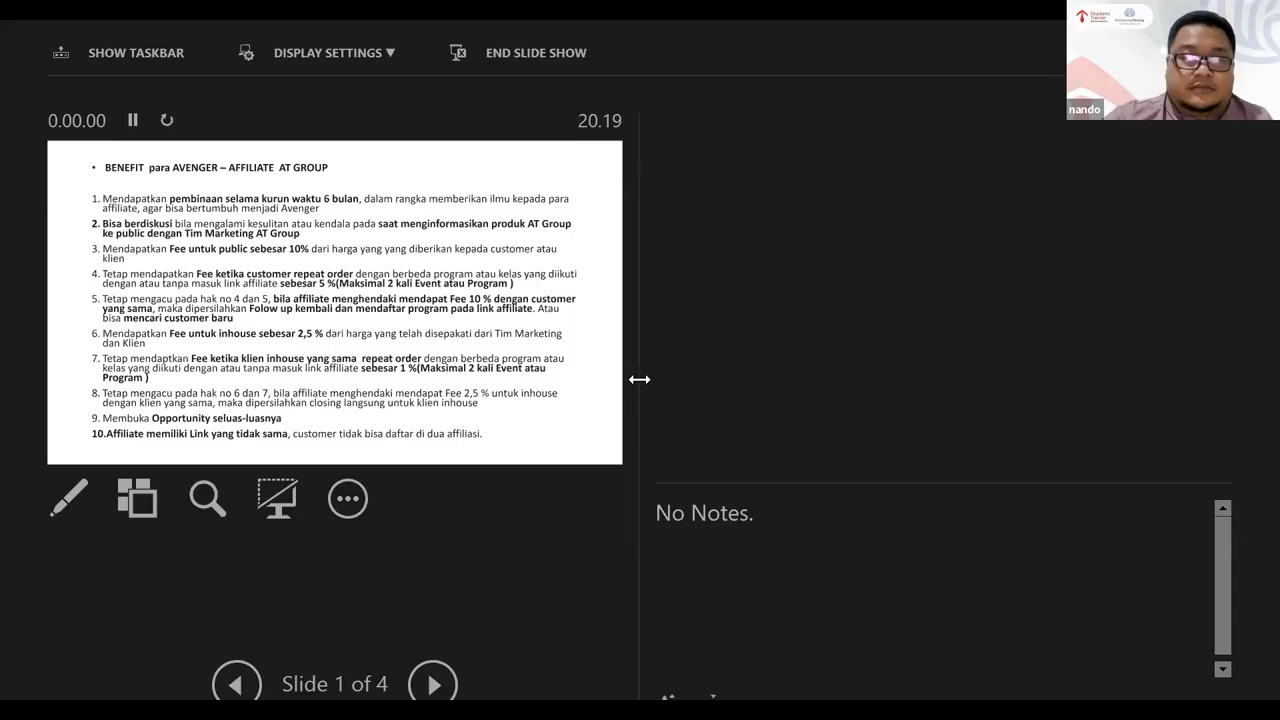 SHOW TASKBAR
DISPLAY SETTINGS ▼
END SLIDE SHOW
Akademi
Trainer
nando
0.00.00
20.19
• BENEFIT para AVENGER – AFFILIATE AT GROUP
1. Mendapatkan pembinaan selama kurun waktu 6 bulan, dalam rangka memberikan ilmu kepada para
affiliate, agar bisa bertumbuh menjadi Avenger
2. Bisa berdiskusi bila mengalami kesulitan atau kendala pada saat menginformasikan produk AT Group
ke public dengan Tim Marketing AT Group
3. Mendapatkan Fee untuk public sebesar 10% dari harga yang yang diberikan kepada customer atau
klien
4. Tetap mendapatkan Fee ketika customer repeat order dengan berbeda program atau kelas yang diikuti
dengan atau tanpa masuk link affiliate sebesar 5 %(Maksimal 2 kali Event atau Program )
5. Tetap mengacu pada hak no 4 dan 5, bila affiliate menghendaki mendapat Fee 10 % dengan customer
yang sama, maka dipersilahkan Folow up kembali dan mendaftar program pada link affiliate. Atau
bisa mencari customer baru
6. Mendapatkan Fee untuk inhouse sebesar 2,5 % dari harga yang telah disepakati dari Tim Marketing
dan Klien
7. Tetap mendaptkan Fee ketika klien inhouse yang sama repeat order dengan berbeda program atau
kelas yang diikuti dengan atau tanpa masuk link affiliate sebesar 1 %(Maksimal 2 kali Event atau
Program )
8. Tetap mengacu pada hak no 6 dan 7, bila affiliate menghendaki mendapat Fee 2,5 % untuk inhouse
dengan klien yang sama, maka dipersilahkan closing langsung untuk klien inhouse
9. Membuka Opportunity seluas-luasnya
10.Affiliate memiliki Link yang tidak sama, customer tidak bisa daftar di dua affiliasi.
No Notes.
Slide 1 of 4